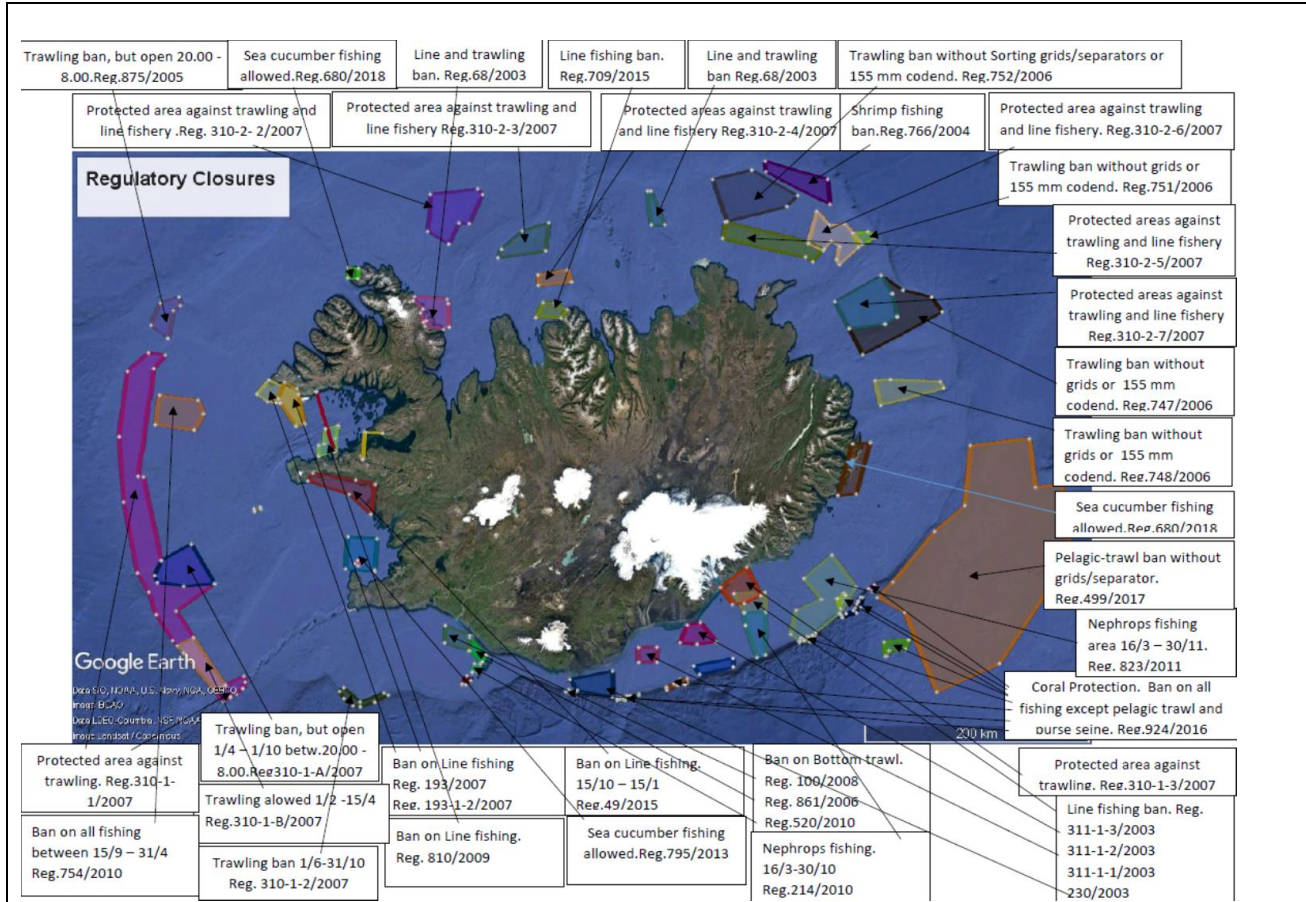 Trawling ban, but open 20.00 -
8.00.Reg.875/2005
Sea cucumber fishing
allowed.Reg.680/2018
Line and trawling
ban. Reg.68/2003
Line fishing ban.
Reg.709/2015
Line and trawling
ban Reg.68/2003
Trawling ban without Sorting grids/separators or
155 mm codend. Reg.752/2006
Protected area against trawling and
line fishery .Reg. 310-2- 2/2007
Protected area against trawling and
line fishery Reg.310-2-3/2007
Protected areas against trawling
and line fishery Reg.310-2-4/2007
Shrimp fishing
ban.Reg.766/2004
Protected area against trawling
and line fishery. Reg.310-2-6/2007
Regulatory Closures
Trawling ban without grids or
155 mm codend. Reg.751/2006
Protected areas against
trawling and line fishery
Reg.310-2-5/2007
Protected areas against
trawling and line fishery
Reg.310-2-7/2007
Trawling ban without
grids or 155 mm
codend. Reg.747/2006
Trawling ban without
grids or 155 mm
codend. Reg.748/2006
Sea cucumber fishing
allowed.Reg.680/2018
Pelagic-trawl ban without
grids/separator.
Reg.499/2017
Nephrops fishing
area 16/3 – 30/11.
Reg. 823/2011
Coral Protection. Ban on all
fishing except pelagic trawl and
purse seine. Reg.924/2016
Google Earth
Data SIO, NOAA, U.S. Navy, NGA, GEBCO
Image IBCAO
Data LDEO-Columbia, NSF, NOAA
Image Landsat / Copernicus
200 km
Protected area against
trawling. Reg.310-1-
1/2007
Trawling ban, but open
1/4 – 1/10 betw.20.00 -
8.00.Reg310-1-A/2007
Ban on Line fishing
Reg. 193/2007
Reg. 193-1-2/2007
Ban on Line fishing.
15/10 – 15/1
Reg.49/2015
Ban on Bottom trawl.
Reg. 100/2008
Reg. 861/2006
Reg.520/2010
Protected area against
trawling. Reg.310-1-3/2007
Trawling alowed 1/2 -15/4
Reg.310-1-B/2007
Ban on all fishing
between 15/9 – 31/4
Reg.754/2010
Trawling ban 1/6-31/10
Reg. 310-1-2/2007
Ban on Line fishing.
Reg. 810/2009
Sea cucumber fishing
allowed.Reg.795/2013
Nephrops fishing.
16/3-30/10
Reg.214/2010
Line fishing ban. Reg.
311-1-3/2003
311-1-2/2003
311-1-1/2003
230/2003